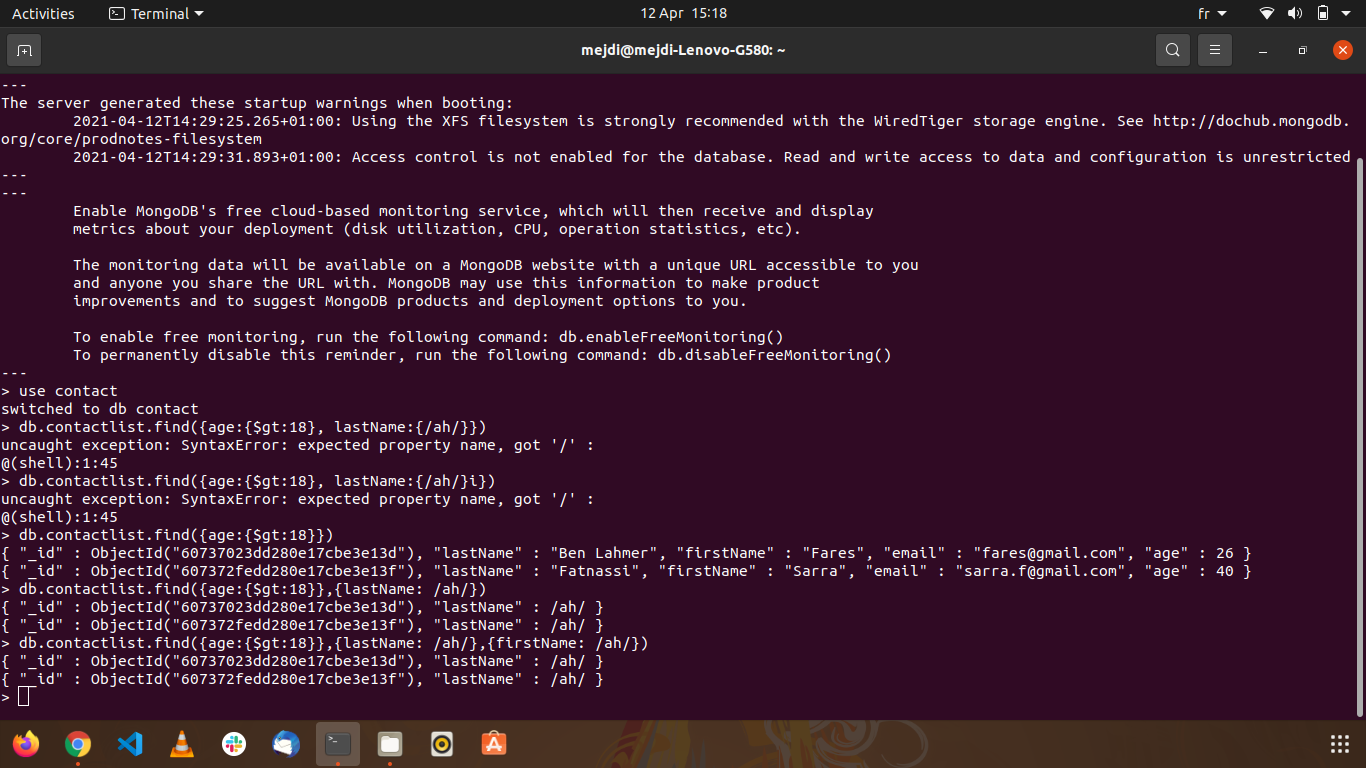 Activities
Terminal
12 Apr 15:18
fr
mejdi@mejdi-Lenovo-G580: ~
---
The server generated these startup warnings when booting:
2021-04-12T14:29:25.265+01:00: Using the XFS filesystem is strongly recommended with the WiredTiger storage engine. See http://dochub.mongodb.
org/core/prodnotes-filesystem
2021-04-12T14:29:31.893+01:00: Access control is not enabled for the database. Read and write access to data and configuration is unrestricted
---
---
Enable MongoDB's free cloud-based monitoring service, which will then receive and display
metrics about your deployment (disk utilization, CPU, operation statistics, etc).
The monitoring data will be available on a MongoDB website with a unique URL accessible to you
and anyone you share the URL with. MongoDB may use this information to make product
improvements and to suggest MongoDB products and deployment options to you.
To enable free monitoring, run the following command: db.enableFreeMonitoring()
To permanently disable this reminder, run the following command: db.disableFreeMonitoring()
---
> use contact
switched to db contact
> db.contactlist.find({age:{$gt:18}, lastName:{/ah/}})
uncaught exception: SyntaxError: expected property name, got '/' :
@(shell):1:45
> db.contactlist.find({age:{$gt:18}, lastName:{/ah/}i})
uncaught exception: SyntaxError: expected property name, got '/' :
@(shell):1:45
> db.contactlist.find({age:{$gt:18}})
{ "_id" : ObjectId("60737023dd280e17cbe3e13d"), "lastName" : "Ben Lahmer", "firstName" : "Fares", "email" : "fares@gmail.com", "age" : 26 }
{ "_id" : ObjectId("607372fedd280e17cbe3e13f"), "lastName" : "Fatnassi", "firstName" : "Sarra", "email" : "sarra.f@gmail.com", "age" : 40 }
> db.contactlist.find({age:{$gt:18}},{lastName: /ah/})
{ "_id" : ObjectId("60737023dd280e17cbe3e13d"), "lastName" : /ah/ }
{ "_id" : ObjectId("607372fedd280e17cbe3e13f"), "lastName" : /ah/ }
> db.contactlist.find({age:{$gt:18}},{lastName: /ah/},{firstName: /ah/})
{ "_id" : ObjectId("60737023dd280e17cbe3e13d"), "lastName" : /ah/ }
{ "_id" : ObjectId("607372fedd280e17cbe3e13f"), "lastName" : /ah/ }
>